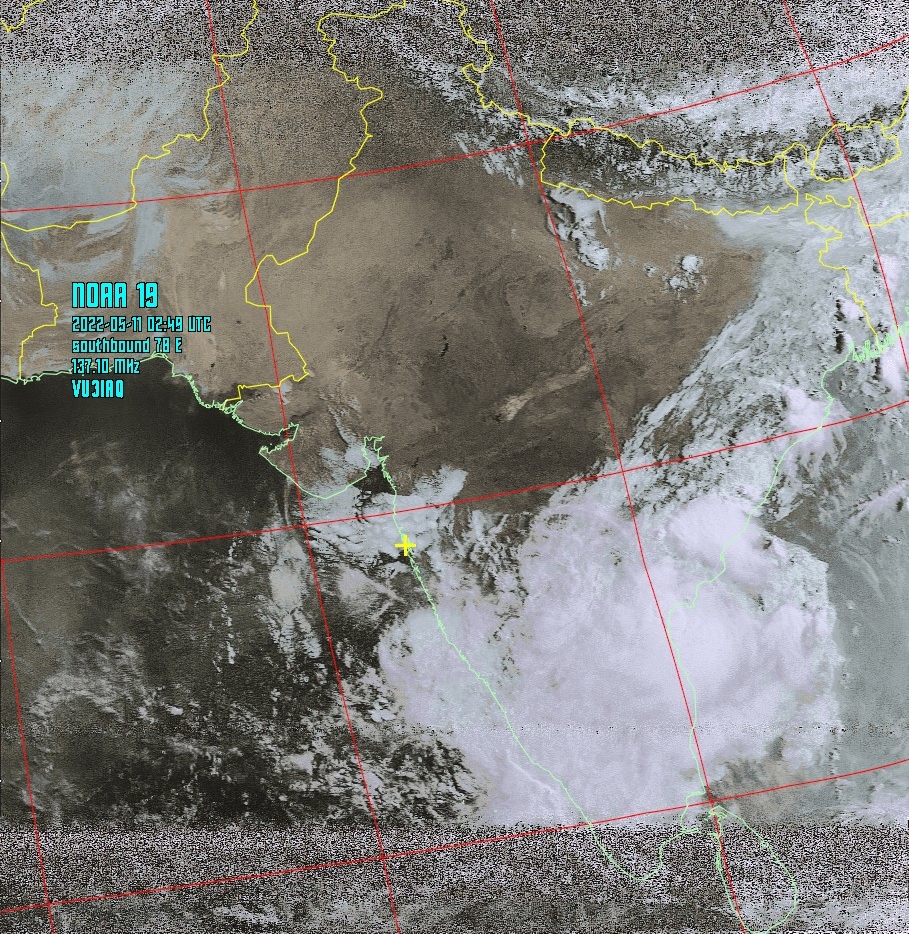 NOAA 19
2022-05-11 02:49 UTC
southbound 78 E
137.10 MHz
VU3IAQ